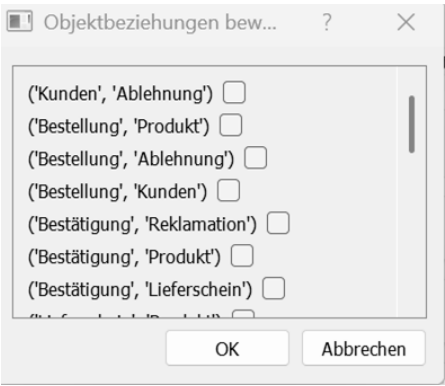 Objektbeziehungen bew... ?
('Kunden', 'Ablehnung')
('Bestellung', 'Produkt')
('Bestellung', 'Ablehnung')
('Bestellung', 'Kunden')
('Bestätigung', 'Reklamation')
('Bestätigung', 'Produkt')
('Bestätigung', 'Lieferschein')
OK Abbrechen